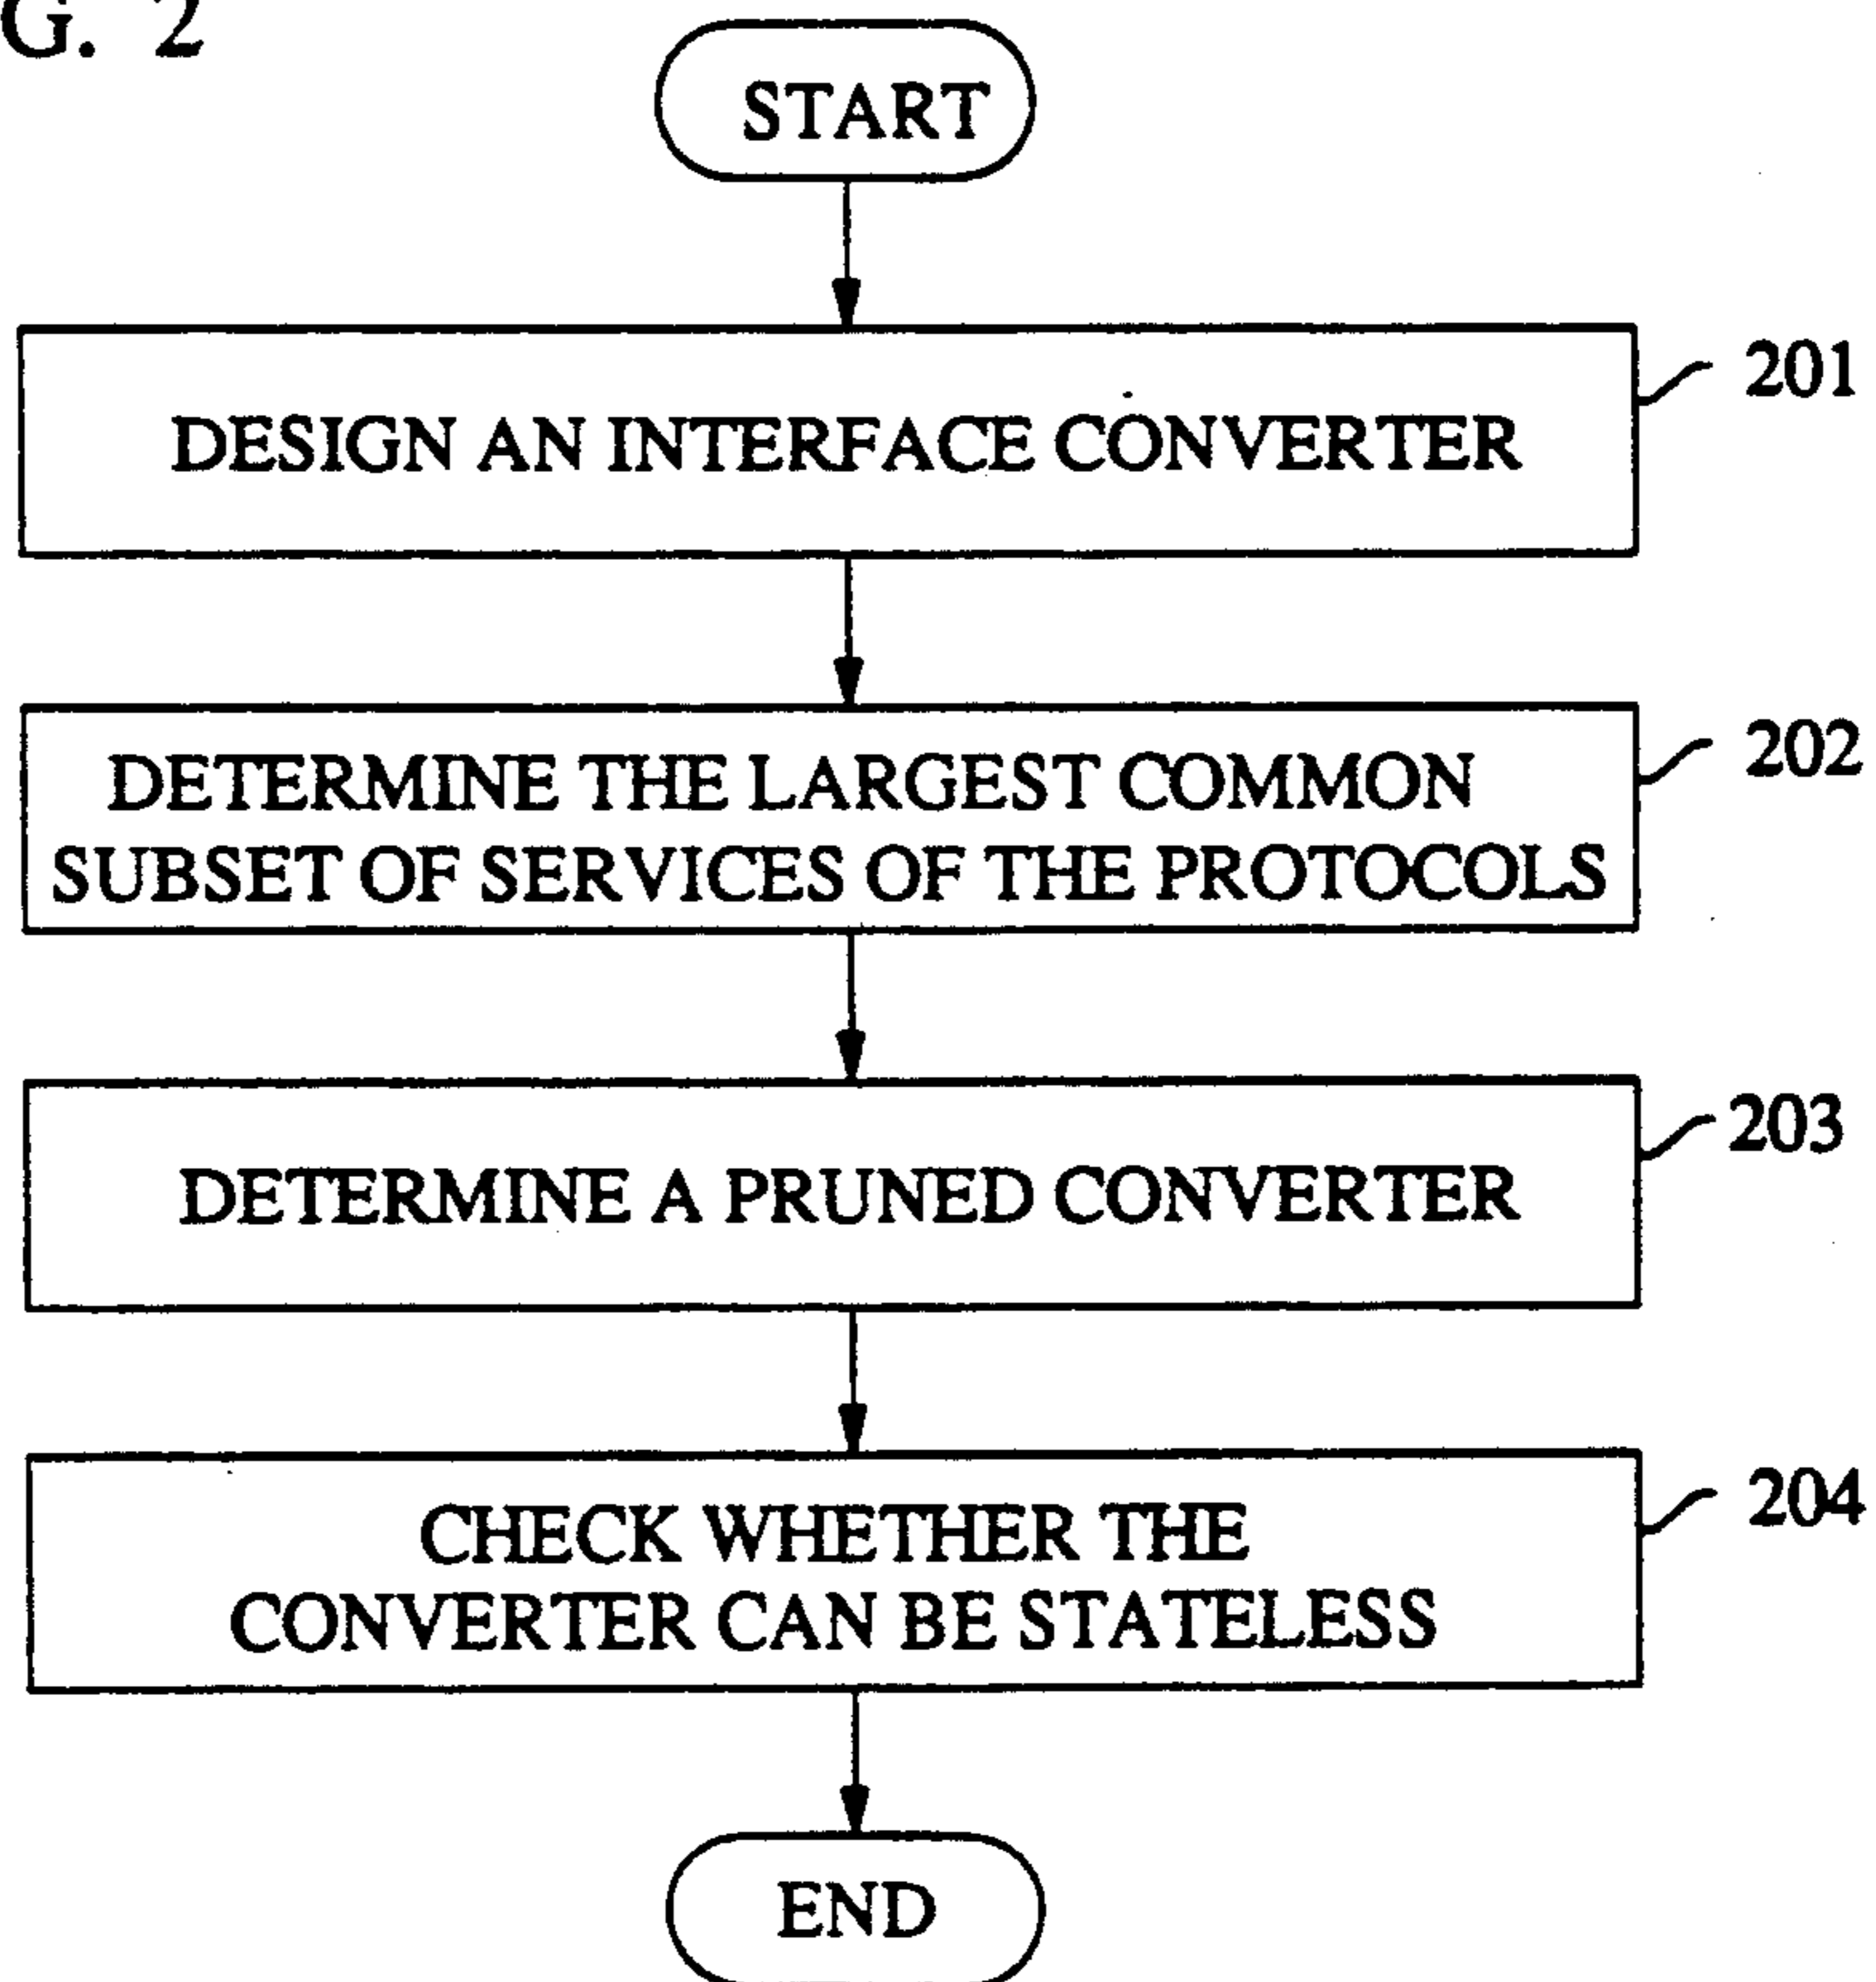 G. 2
START
DESIGN AN INTERFACE CONVERTER
201
DETERMINE THE LARGEST COMMON
SUBSET OF SERVICES OF THE PROTOCOLS
202
DETERMINE A PRUNED CONVERTER
203
CHECK WHETHER THE
CONVERTER CAN BE STATELESS
204
END